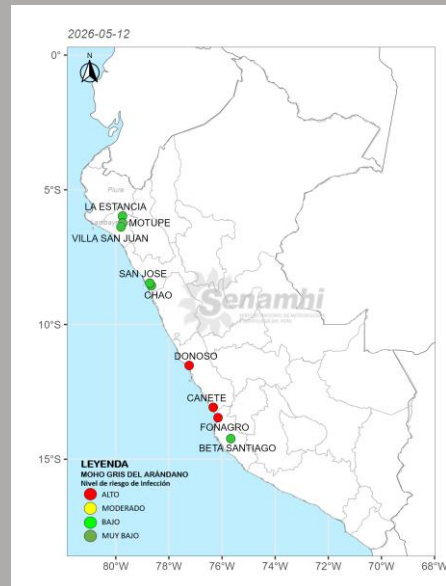 2026-05-12
N
0°
5°S
10°S
15°S
Piura
LA ESTANCIA
MOTUPE
VILLA SAN JUAN
SAN JOSE
CHAO
Senamhi
DONOSO
CANETE
FONAGRO
BETA SANTIAGO
LEYENDA
MOHO GRIS DEL ARÁNDANO
Nivel de riesgo de infección
ALTO
MODERADO
BAJO
MUY BAJO
80°W 78°W 76°W 74°W 72°W 70°W 68°W